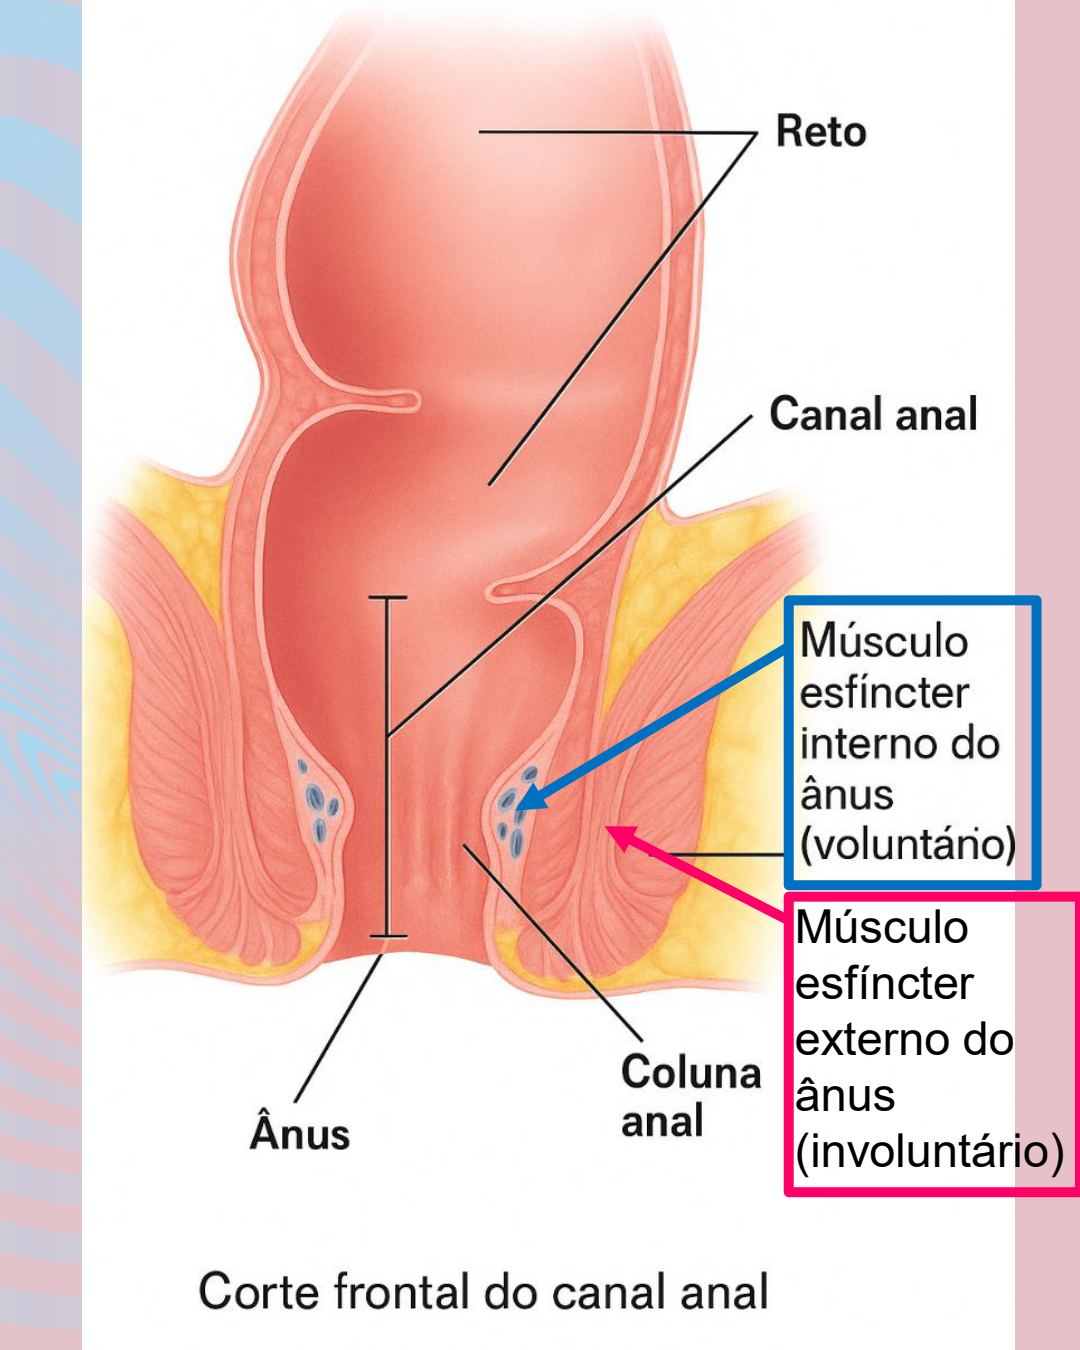 Reto
Canal anal
Músculo
esfíncter
interno do
ânus
(voluntário)
Músculo
esfíncter
externo do
ânus
(involuntário)
Coluna
anal
Ânus
Corte frontal do canal anal